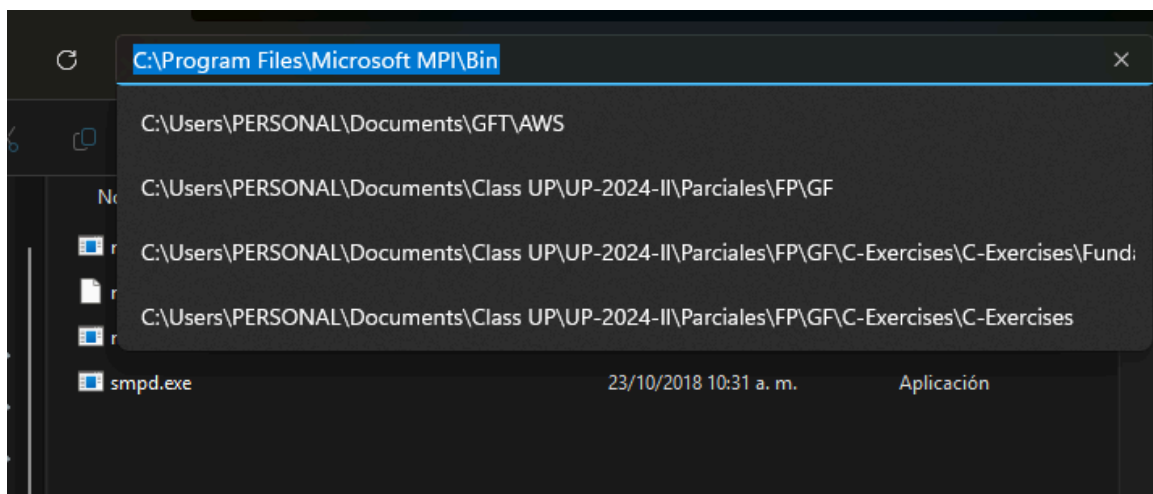 C:\Program Files\Microsoft MPI\Bin
C:\Users\PERSONAL\Documents\GFT\AWS
C:\Users\PERSONAL\Documents\Class UP\UP-2024-II\Parciales\FP\GF
C:\Users\PERSONAL\Documents\Class UP\UP-2024-II\Parciales\FP\GF\C-Exercises\C-Exercises\Fund
C:\Users\PERSONAL\Documents\Class UP\UP-2024-II\Parciales\FP\GF\C-Exercises\C-Exercises
smpd.exe 23/10/2018 10:31 a. m. Aplicación